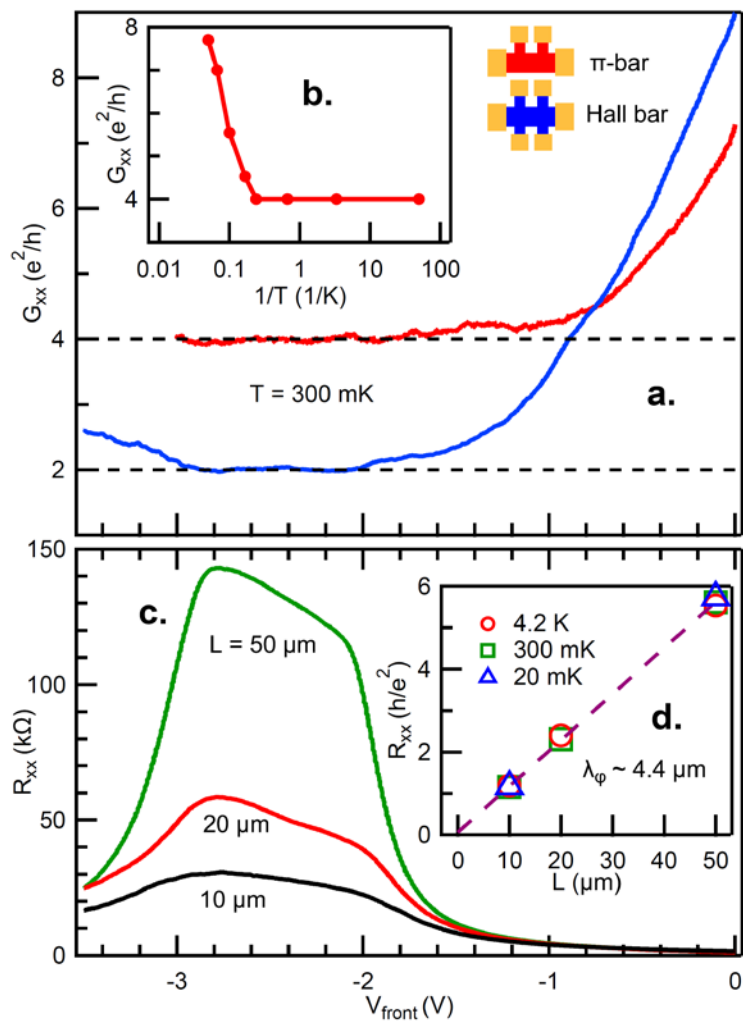 8
6
4
2
G_xx (e²/h)
8
4
G_xx (e²/h)
b.
0.01 0.1 1 10 100
1/T (1/K)
π-bar
Hall bar
T = 300 mK
a.
150
100
50
0
R_xx (kΩ)
c.
L = 50 µm
20 µm
10 µm
6
4
2
0
R_xx (h/e²)
4.2 K
300 mK
20 mK
d.
λ_φ ~ 4.4 µm
0 10 20 30 40 50
L (µm)
-3 -2 -1 0
V_front (V)